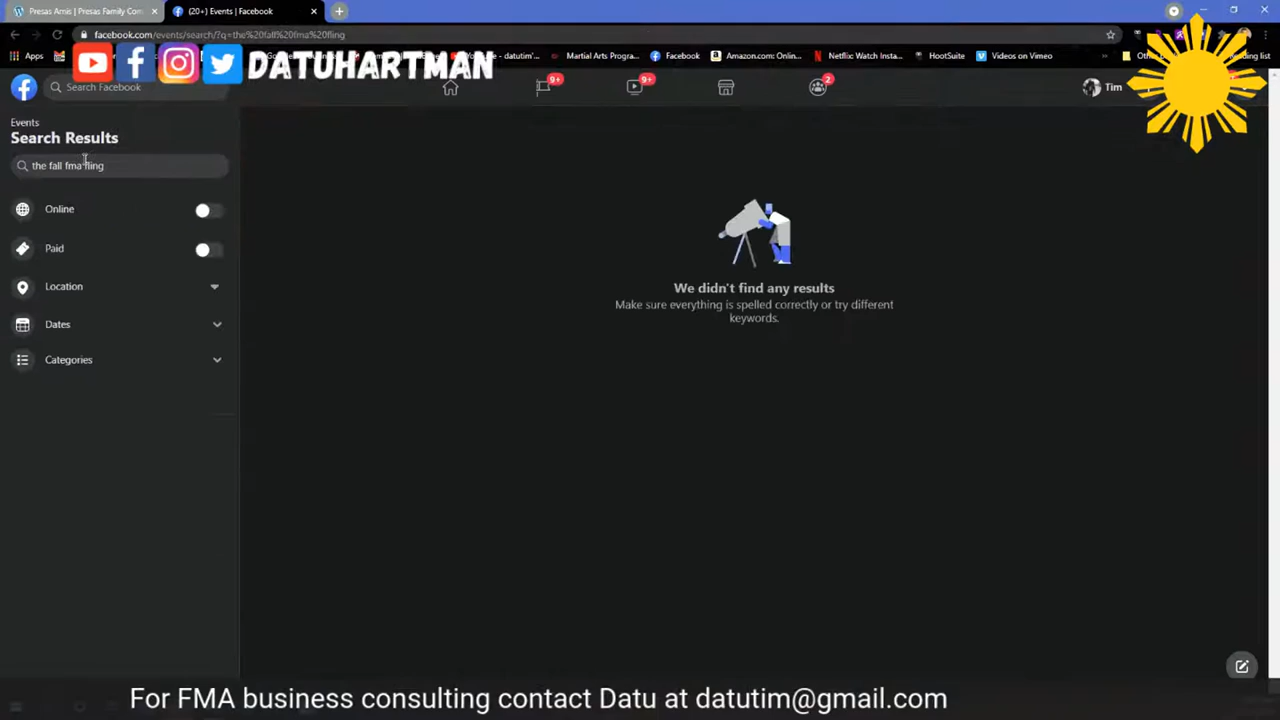 Presas Arnis | Presas Family Com
(20+) Events | Facebook
facebook.com/events/search/?q=the%20fall%20fma%20fling
Apps
datutim's...
Martial Arts Progra...
Facebook
Amazon.com: Onlin...
Netflix: Watch Insta...
HootSuite
Videos on Vimeo
DATUHARTMAN
Search Facebook
9+
9+
2
Tim
Events
Search Results
the fall fma fling
Online
Paid
Location
Dates
Categories
We didn't find any results
Make sure everything is spelled correctly or try different
keywords.
For FMA business consulting contact Datu at datutim@gmail.com